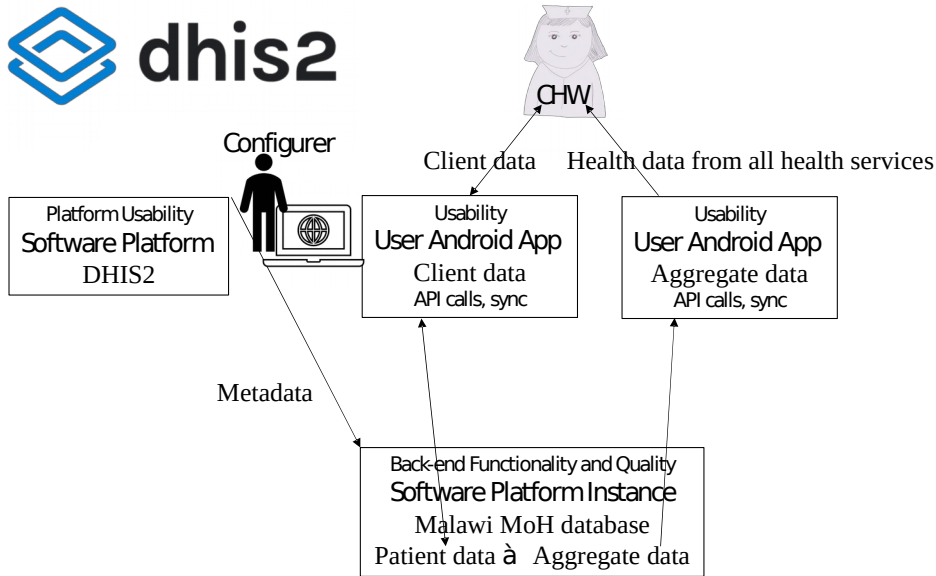 dhis2
CHW
Configurer
Client data
Health data from all health services
Platform Usability
Software Platform
DHIS2
Usability
User Android App
Client data
API calls, sync
Usability
User Android App
Aggregate data
API calls, sync
Metadata
Back-end Functionality and Quality
Software Platform Instance
Malawi MoH database
Patient data à Aggregate data